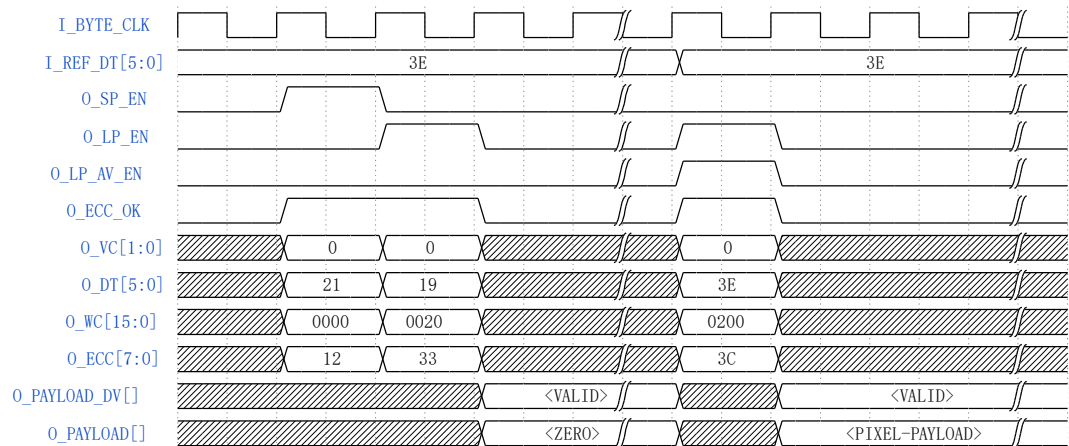 I_BYTE_CLK
I_REF_DT[5:0] 3E 3E
O_SP_EN
O_LP_EN
O_LP_AV_EN
O_ECC_OK
O_VC[1:0] 0 0 0
O_DT[5:0] 21 19 3E
O_WC[15:0] 0000 0020 0200
O_ECC[7:0] 12 33 3C
O_PAYLOAD_DV[] <VALID> <VALID>
O_PAYLOAD[] <ZERO> <PIXEL-PAYLOAD>